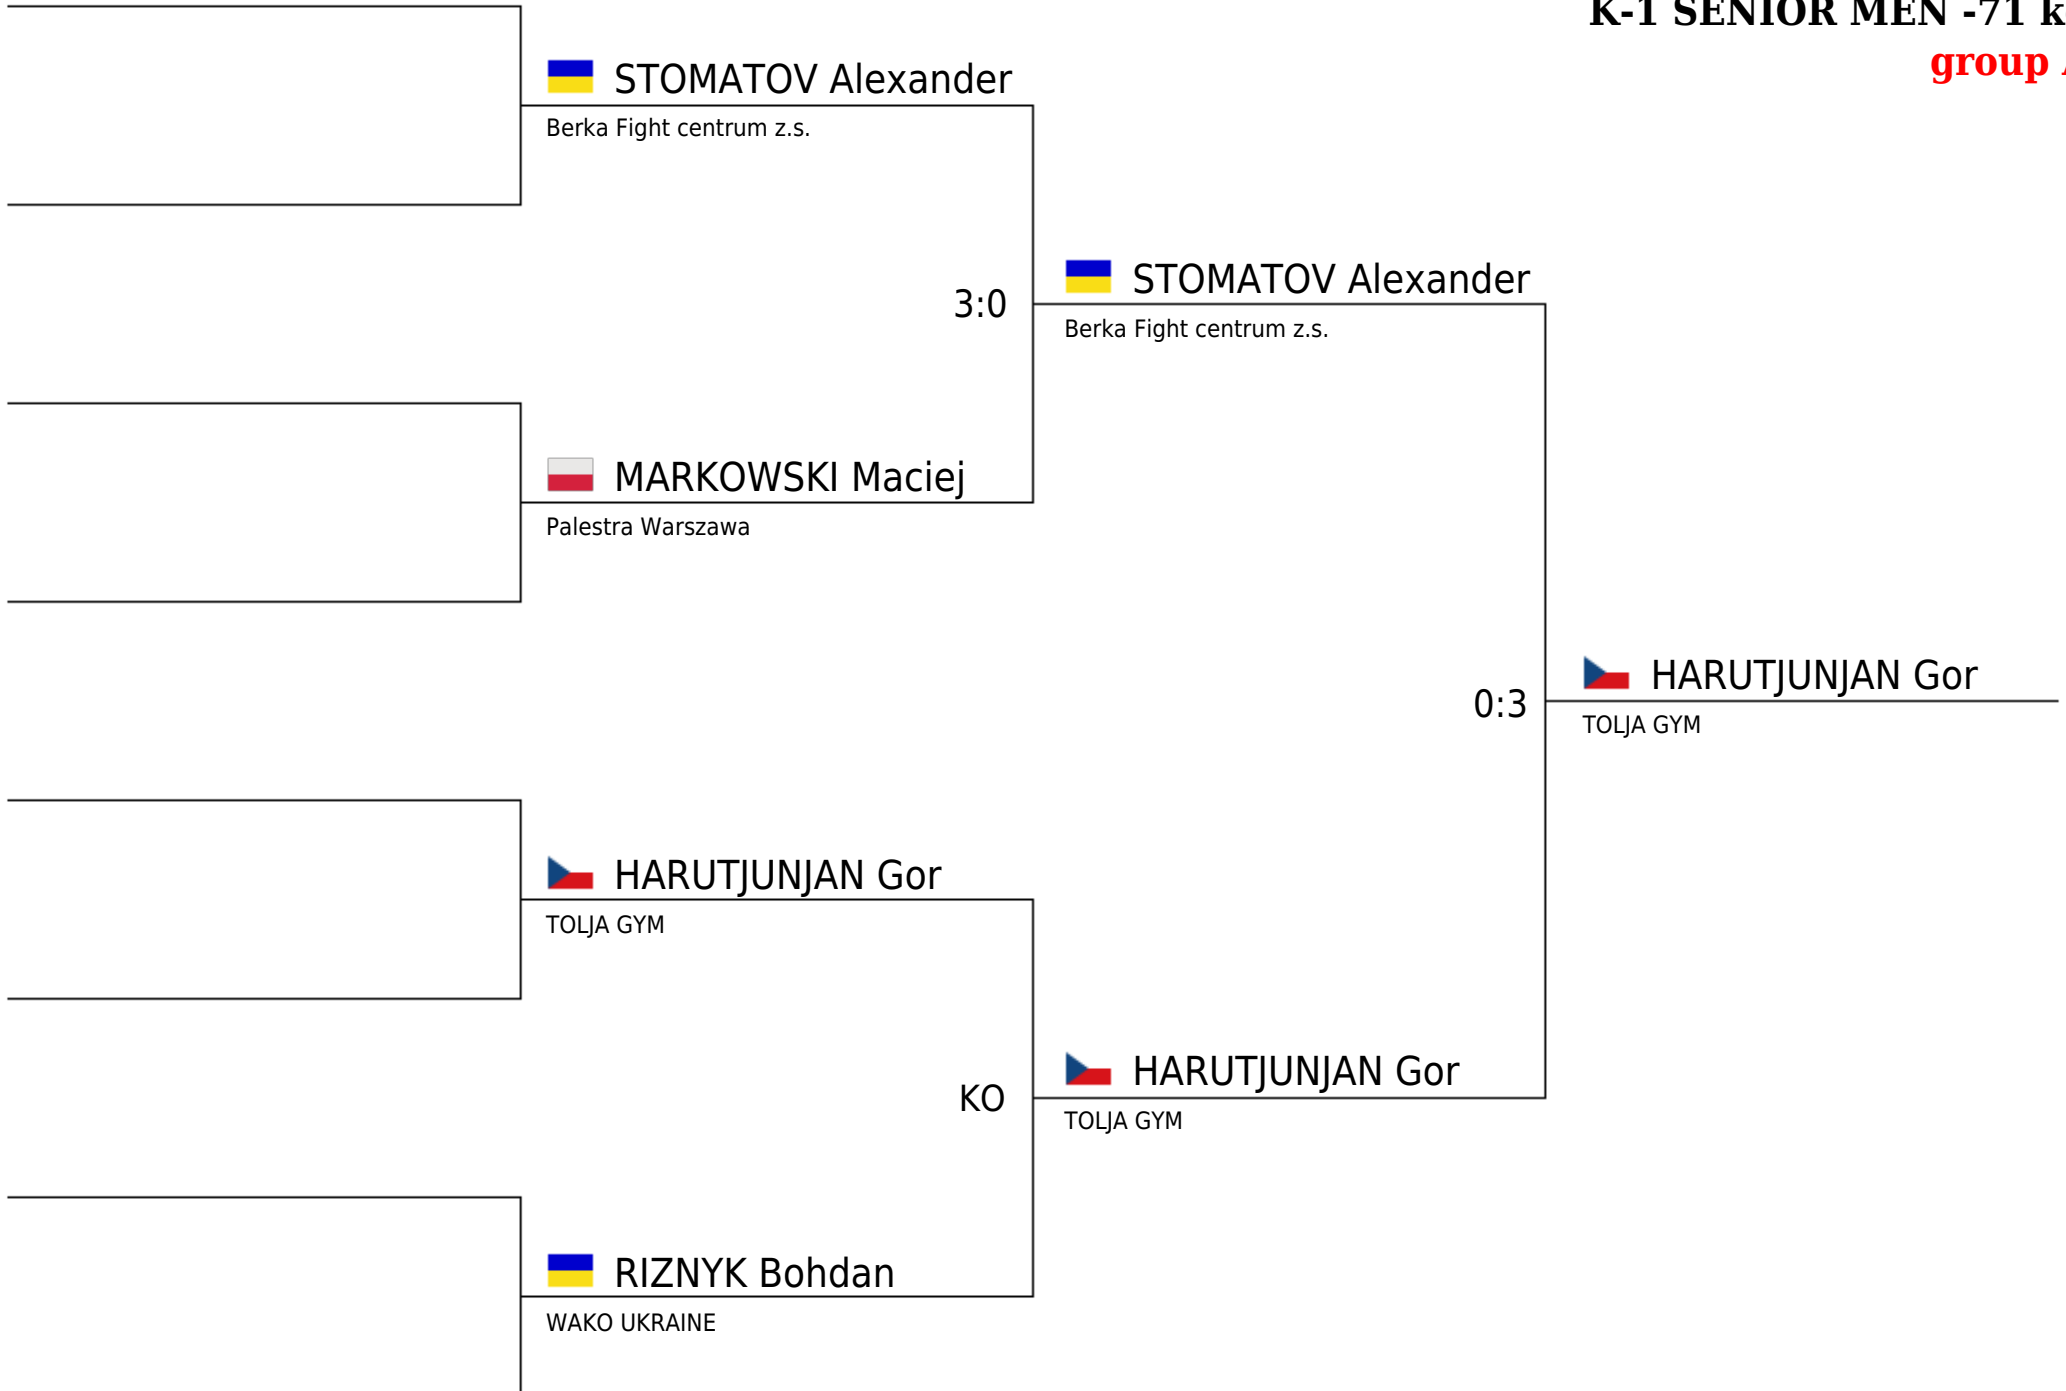 K-1 SENIOR MEN -71
group
STOMATOV Alexander
Berka Fight centrum z.s.
3:0
STOMATOV Alexander
Berka Fight centrum z.s.
MARKOWSKI Maciej
Palestra Warszawa
0:3
HARUTJUNJAN Gor
TOLJA GYM
HARUTJUNJAN Gor
TOLJA GYM
KO
HARUTJUNJAN Gor
TOLJA GYM
RIZNYK Bohdan
WAKO UKRAINE